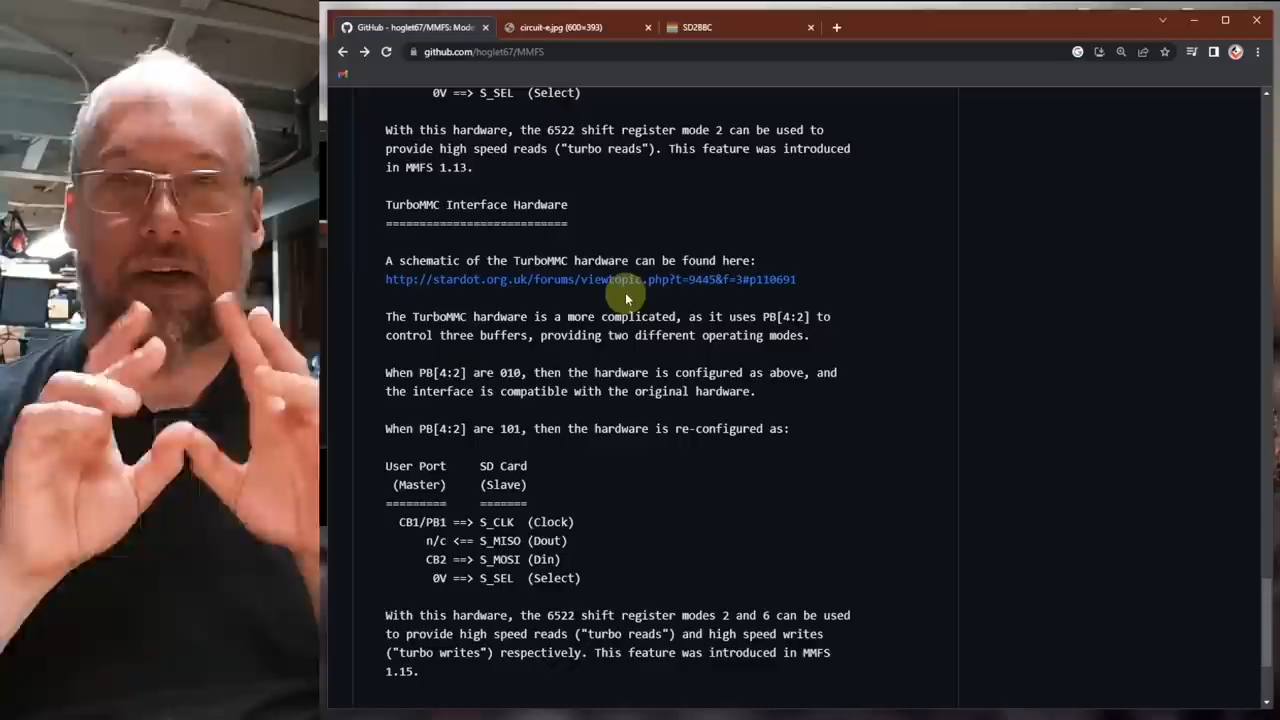 GitHub - hoglet67/MMFS: Mode
circuit-e.jpg (600×393)
SD2BBC
github.com/hoglet67/MMFS
0V ==> S_SEL (Select)
With this hardware, the 6522 shift register mode 2 can be used to
provide high speed reads ("turbo reads"). This feature was introduced
in MMFS 1.13.
TurboMMC Interface Hardware
===========================
A schematic of the TurboMMC hardware can be found here:
http://stardot.org.uk/forums/viewtopic.php?t=9445&f=3#p110691
The TurboMMC hardware is a more complicated, as it uses PB[4:2] to
control three buffers, providing two different operating modes.
When PB[4:2] are 010, then the hardware is configured as above, and
the interface is compatible with the original hardware.
When PB[4:2] are 101, then the hardware is re-configured as:
User Port SD Card
(Master) (Slave)
========= =======
CB1/PB1 ==> S_CLK (Clock)
n/c <== S_MISO (Dout)
CB2 ==> S_MOSI (Din)
0V ==> S_SEL (Select)
With this hardware, the 6522 shift register modes 2 and 6 can be used
to provide high speed reads ("turbo reads") and high speed writes
("turbo writes") respectively. This feature was introduced in MMFS
1.15.